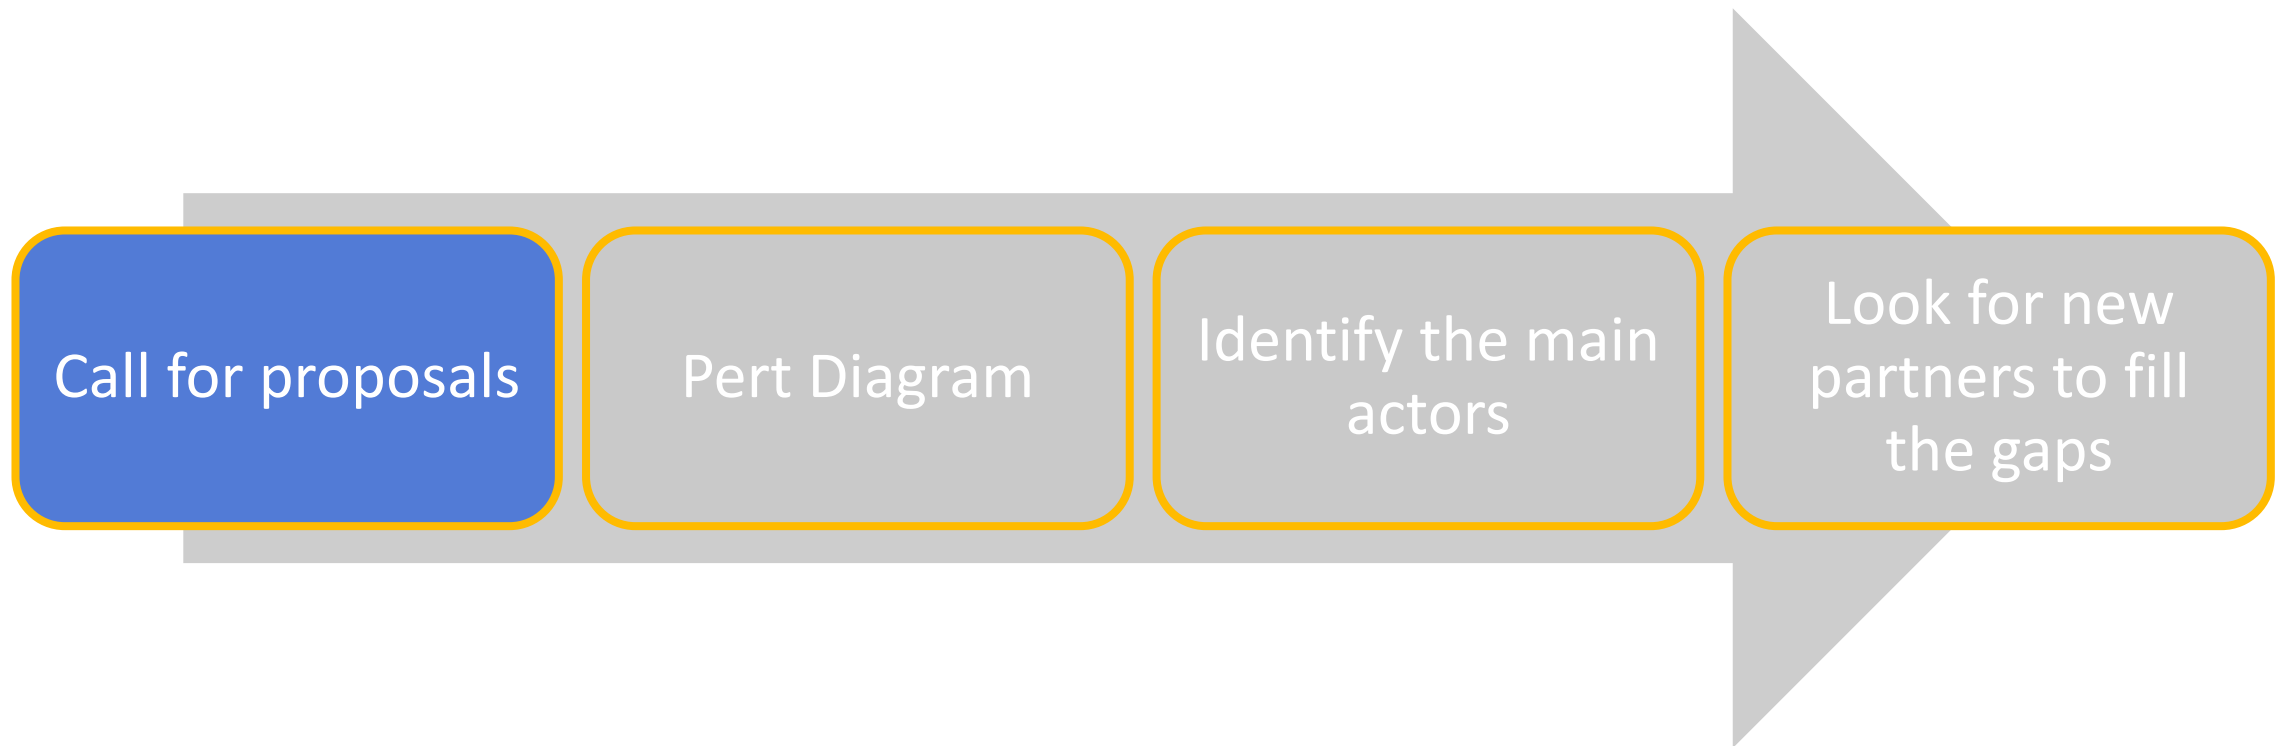 Call for proposals
Pert Diagram
Identify the main
actors
Look for new
partners to fill
the gaps